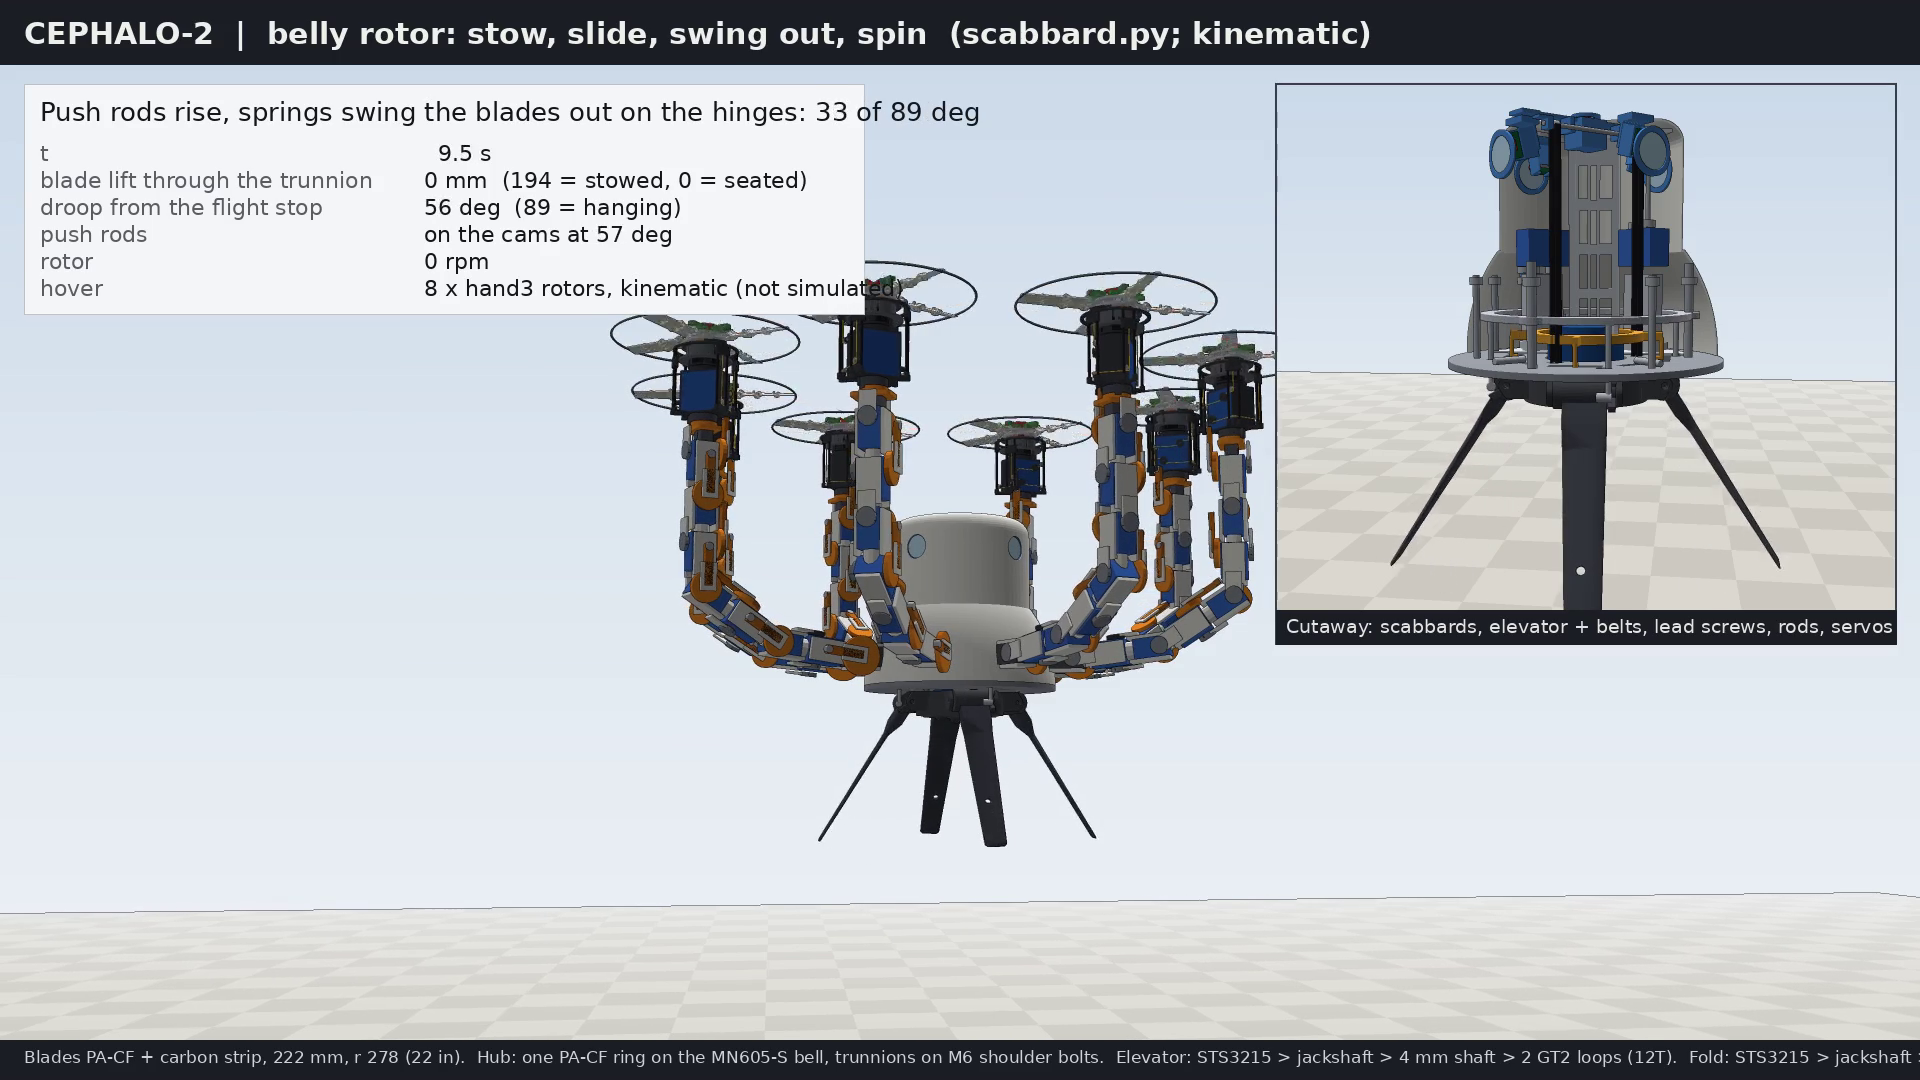 CEPHALO-2 | belly rotor: stow, slide, swing out, spin (scabbard.py; kinematic)
Push rods rise, springs swing the blades out on the hinges: 33 of 89 deg
t 9.5 s
blade lift through the trunnion 0 mm (194 = stowed, 0 = seated)
droop from the flight stop 56 deg (89 = hanging)
push rods on the cams at 57 deg
rotor 0 rpm
hover 8 x hand3 rotors, kinematic (not simulated)
Cutaway: scabbards, elevator + belts, lead screws, rods, servos
Blades PA-CF + carbon strip, 222 mm, r 278 (22 in). Hub: one PA-CF ring on the MN605-S bell, trunnions on M6 shoulder bolts. Elevator: STS3215 > jackshaft > 4 mm shaft > 2 GT2 loops (12T). Fold: STS3215 > jackshaft